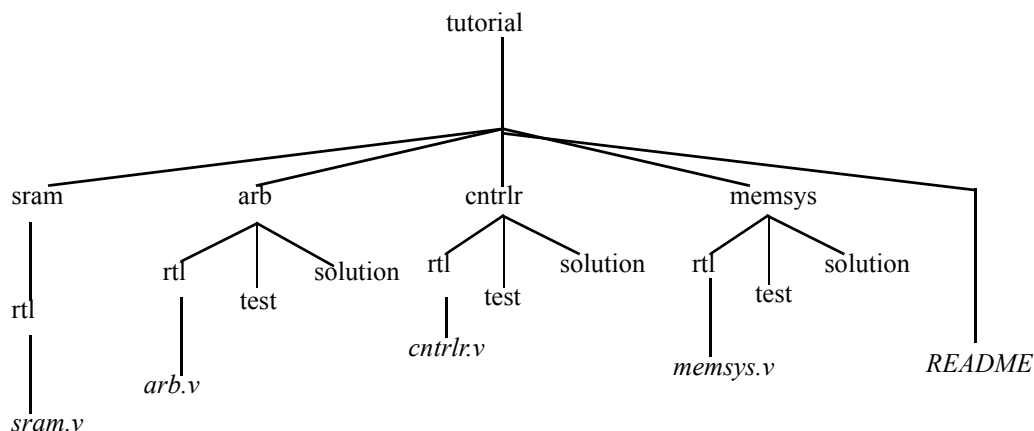 tutorial
sram arb cntrlr memsys
rtl test solution
rtl test solution
rtl test solution
rtl
cntrlr.v
memsys.v
README
arb.v
sram.v